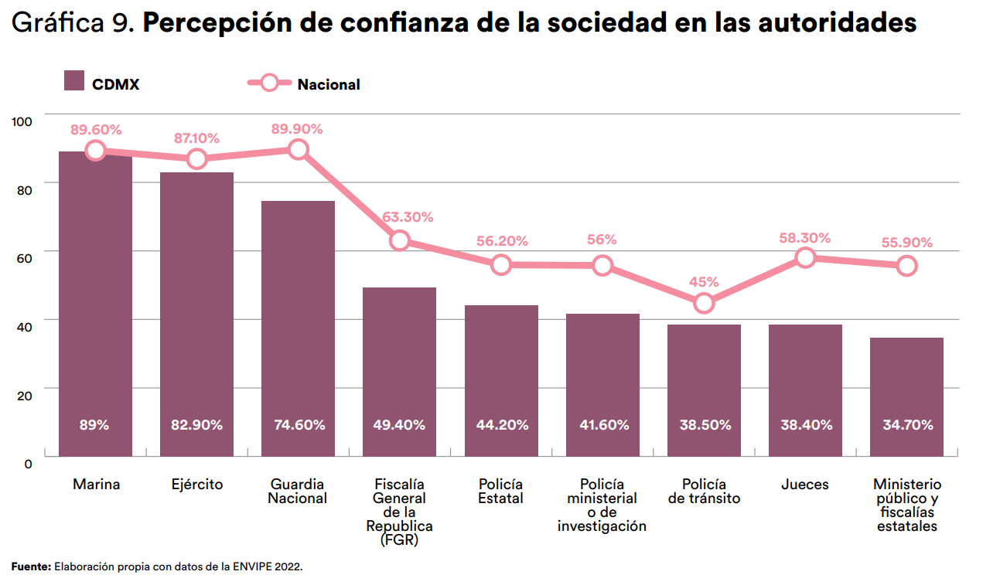 Gráfica 9. Percepción de confianza de la sociedad en las autoridades
CDMX
Nacional
100
80
60
40
20
0
89.60%
87.10%
89.90%
63.30%
56.20%
56%
45%
58.30%
55.90%
89%
82.90%
74.60%
49.40%
44.20%
41.60%
38.50%
38.40%
34.70%
Marina
Ejército
Guardia
Nacional
Fiscalía
General
de la
Republica
(FGR)
Policía
Estatal
Policía
ministerial
o de
investigación
Policía
de tránsito
Jueces
Ministerio
público y
fiscalías
estatales
Fuente: Elaboración propia con datos de la ENVIPE 2022.